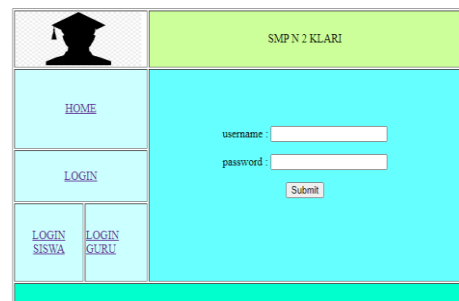 SMP N 2 KLARI
HOME
username :
password :
Submit
LOGIN
LOGIN
SISWA
LOGIN
GURU